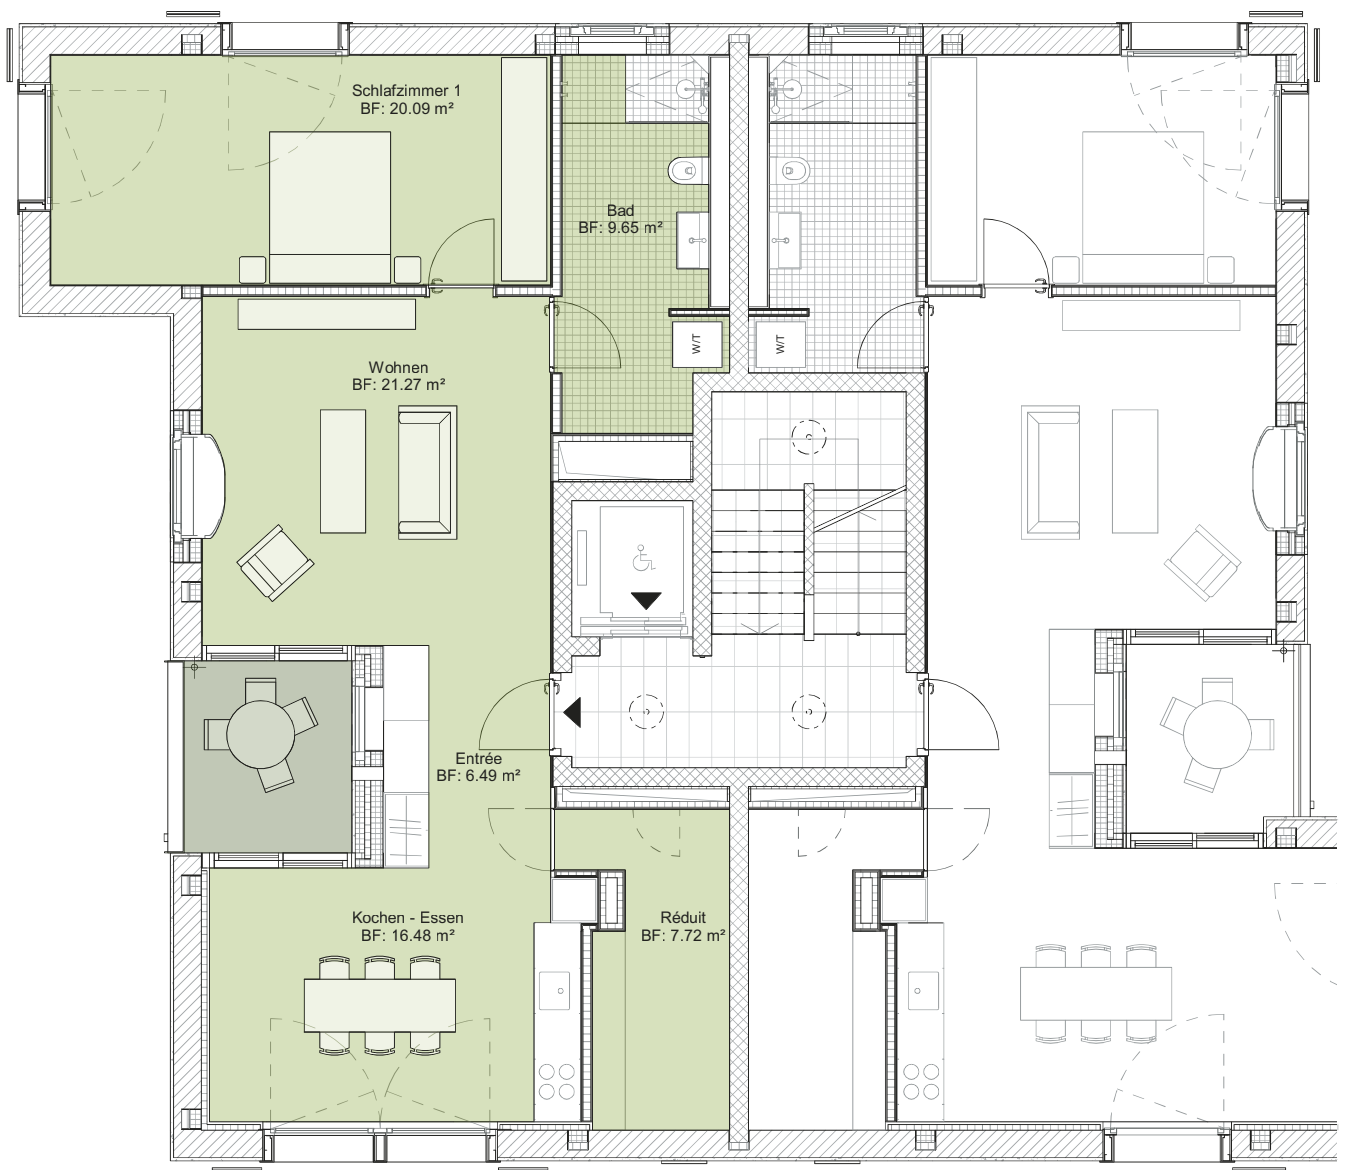 Schlafzimmer 1
BF: 20.09 m²
Bad
BF: 9.65 m²
W/T
W/T
Wohnen
BF: 21.27 m²
Entrée
BF: 6.49 m²
Kochen - Essen
BF: 16.48 m²
Réduit
BF: 7.72 m²